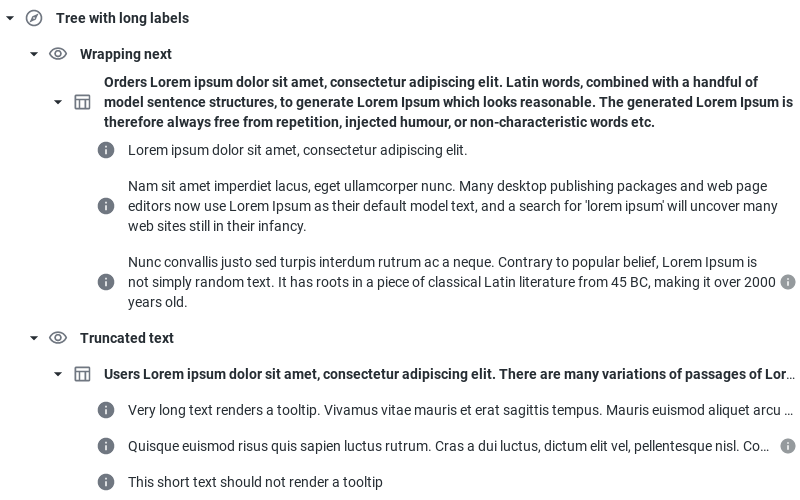 Tree with long labels
Wrapping next
Orders Lorem ipsum dolor sit amet, consectetur adipiscing elit. Latin words, combined with a handful of
model sentence structures, to generate Lorem Ipsum which looks reasonable. The generated Lorem Ipsum is
therefore always free from repetition, injected humour, or non-characteristic words etc.
Lorem ipsum dolor sit amet, consectetur adipiscing elit.
Nam sit amet imperdiet lacus, eget ullamcorper nunc. Many desktop publishing packages and web page
editors now use Lorem Ipsum as their default model text, and a search for 'lorem ipsum' will uncover many
web sites still in their infancy.
Nunc convallis justo sed turpis interdum rutrum ac a neque. Contrary to popular belief, Lorem Ipsum is
not simply random text. It has roots in a piece of classical Latin literature from 45 BC, making it over 2000
years old.
Truncated text
Users Lorem ipsum dolor sit amet, consectetur adipiscing elit. There are many variations of passages of Lor...
Very long text renders a tooltip. Vivamus vitae mauris et erat sagittis tempus. Mauris euismod aliquet arcu ...
Quisque euismod risus quis sapien luctus rutrum. Cras a dui luctus, dictum elit vel, pellentesque nisl. Co...
This short text should not render a tooltip